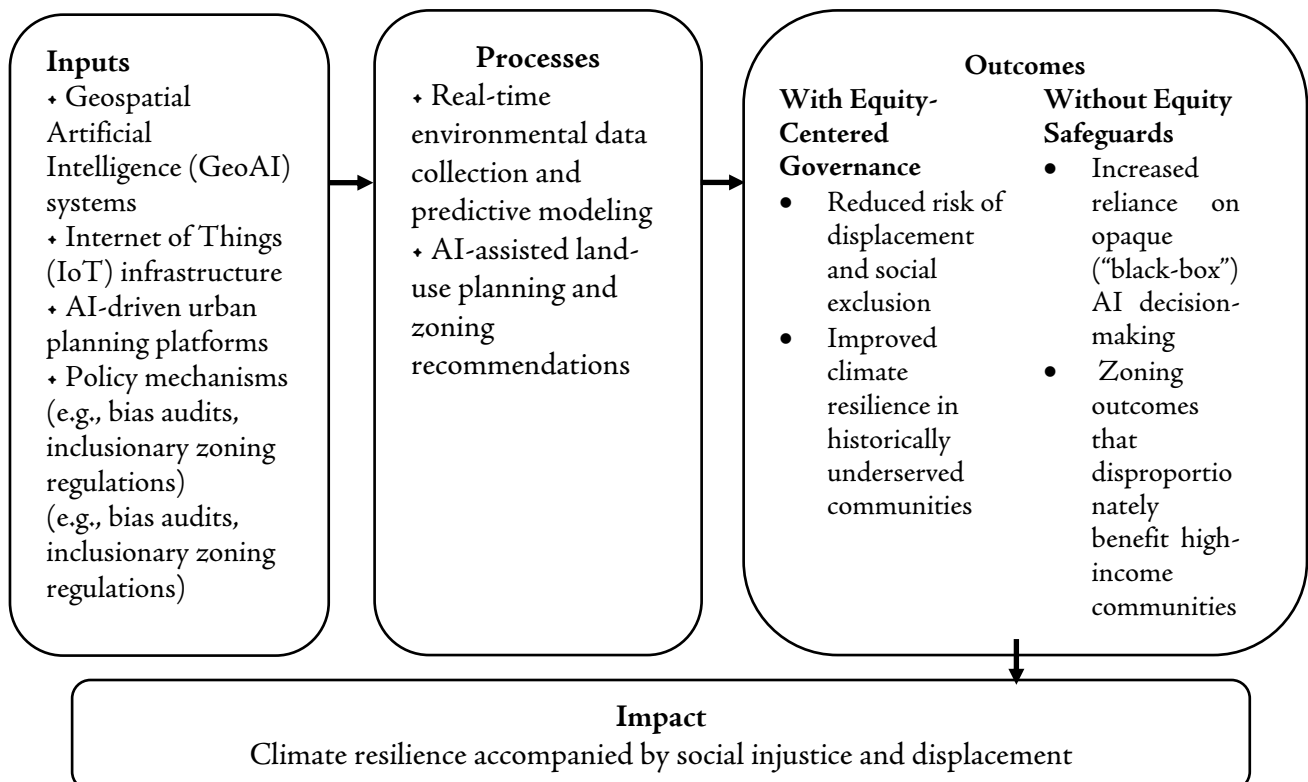 Inputs
✦ Geospatial
Artificial
Intelligence (GeoAI)
systems
✦ Internet of Things
(IoT) infrastructure
✦ AI-driven urban
planning platforms
✦ Policy mechanisms
(e.g., bias audits,
inclusionary zoning
regulations)
(e.g., bias audits,
inclusionary zoning
regulations)
Processes
✦ Real-time
environmental data
collection and
predictive modeling
✦ AI-assisted land-
use planning and
zoning
recommendations
Outcomes
With Equity-
Centered
Governance
• Reduced risk of
displacement
and social
exclusion
• Improved
climate
resilience in
historically
underserved
communities
Without Equity
Safeguards
• Increased
reliance on
opaque
(“black-box”)
AI decision-
making
• Zoning
outcomes
that
disproportio
nately
benefit high-
income
communities
Impact
Climate resilience accompanied by social injustice and displacement